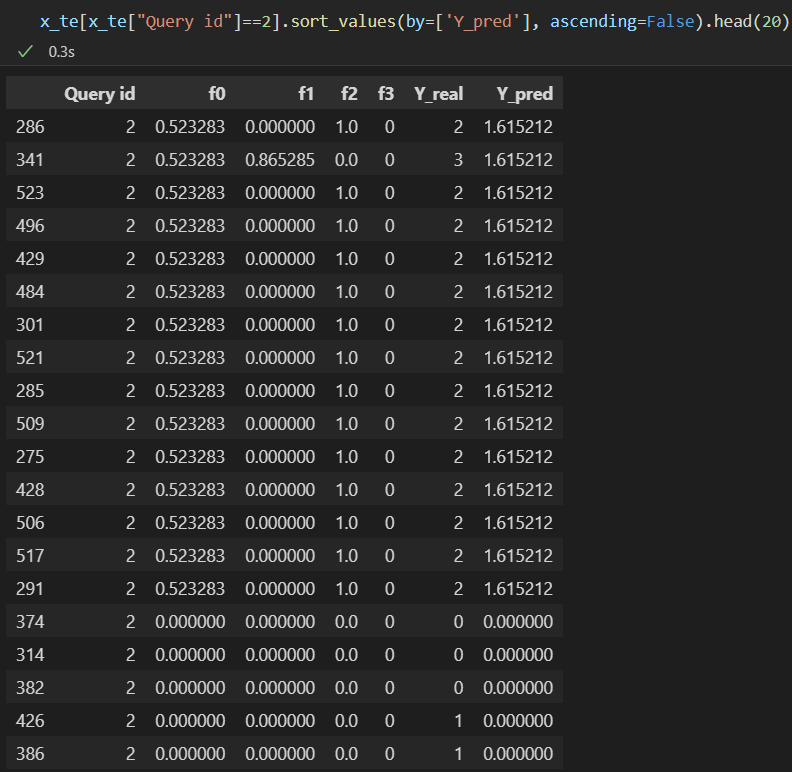 x_te[x_te["Query id"]==2].sort_values(by=['Y_pred'], ascending=False).head(20)
✓ 0.3s
Query id f0 f1 f2 f3 Y_real Y_pred
286 2 0.523283 0.000000 1.0 0 2 1.615212
341 2 0.523283 0.865285 0.0 0 3 1.615212
523 2 0.523283 0.000000 1.0 0 2 1.615212
496 2 0.523283 0.000000 1.0 0 2 1.615212
429 2 0.523283 0.000000 1.0 0 2 1.615212
484 2 0.523283 0.000000 1.0 0 2 1.615212
301 2 0.523283 0.000000 1.0 0 2 1.615212
521 2 0.523283 0.000000 1.0 0 2 1.615212
285 2 0.523283 0.000000 1.0 0 2 1.615212
509 2 0.523283 0.000000 1.0 0 2 1.615212
275 2 0.523283 0.000000 1.0 0 2 1.615212
428 2 0.523283 0.000000 1.0 0 2 1.615212
506 2 0.523283 0.000000 1.0 0 2 1.615212
517 2 0.523283 0.000000 1.0 0 2 1.615212
291 2 0.523283 0.000000 1.0 0 2 1.615212
374 2 0.000000 0.000000 0.0 0 0 0.000000
314 2 0.000000 0.000000 0.0 0 0 0.000000
382 2 0.000000 0.000000 0.0 0 0 0.000000
426 2 0.000000 0.000000 0.0 0 1 0.000000
386 2 0.000000 0.000000 0.0 0 1 0.000000